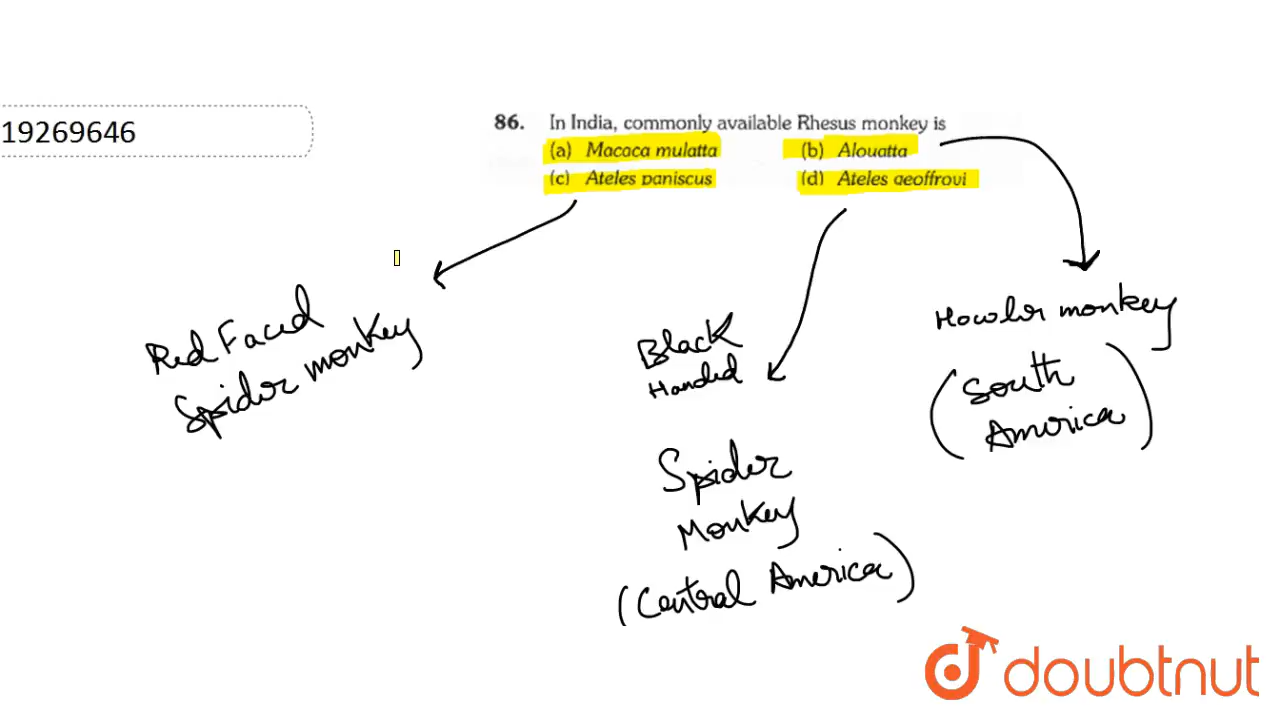 19269646
86. In India, commonly available Rhesus monkey is
(a) Macaca mulatta (b) Alouatta
(c) Ateles paniscus (d) Ateles geoffroyi
Red Faced
Spider monkey
Black
Handed
Spider
Monkey
(Central America)
Howler monkey
(South
America)
doubtnut